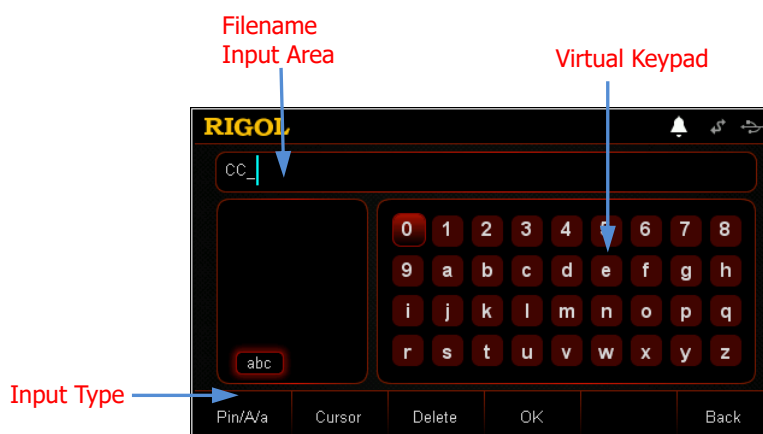 Filename
Input Area
Virtual Keypad
RIGOL
CC_
0 1 2 3 4 5 6 7 8
9 a b c d e f g h
i j k l m n o p q
r s t u v w x y z
abc
Input Type
Pin/A/a Cursor Delete OK Back